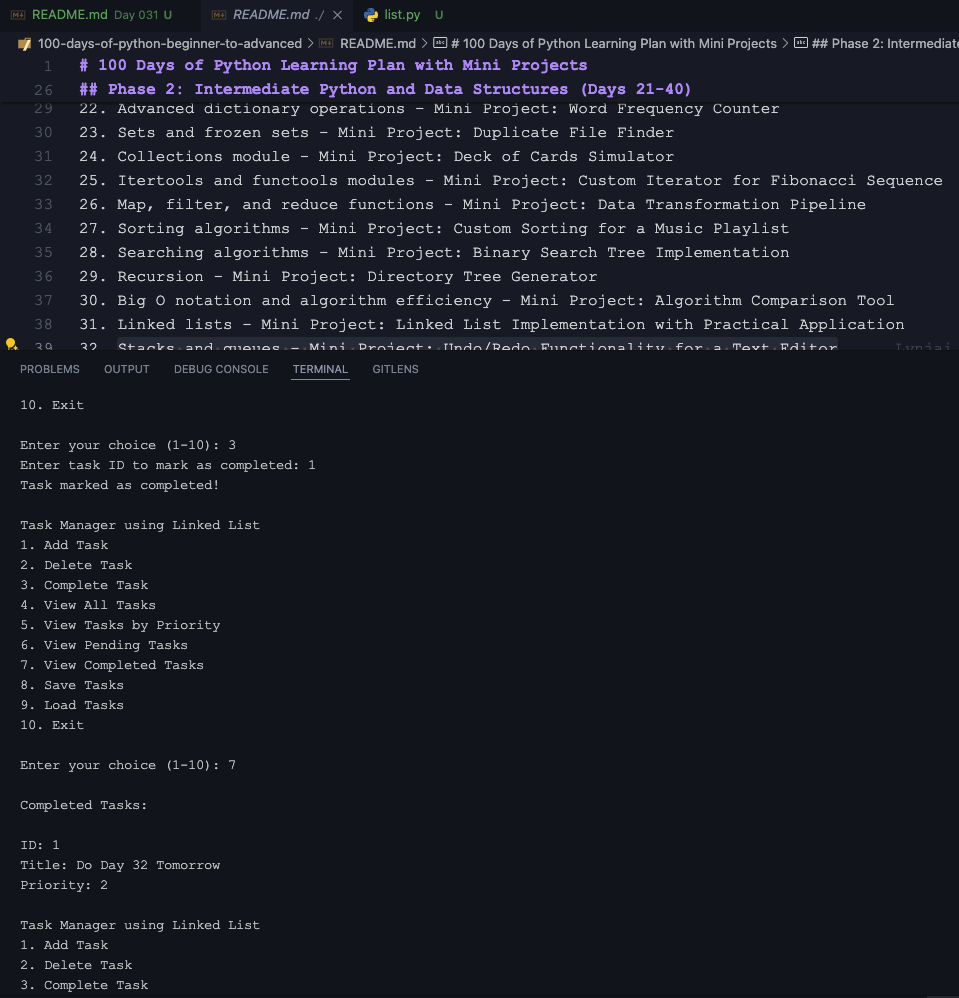 README.md Day 031 U README.md ./ list.py U
100-days-of-python-beginner-to-advanced > README.md > # 100 Days of Python Learning Plan with Mini Projects > ## Phase 2: Intermediate
1 # 100 Days of Python Learning Plan with Mini Projects
26 ## Phase 2: Intermediate Python and Data Structures (Days 21-40)
29 22. Advanced dictionary operations - Mini Project: Word Frequency Counter
30 23. Sets and frozen sets - Mini Project: Duplicate File Finder
31 24. Collections module - Mini Project: Deck of Cards Simulator
32 25. Itertools and functools modules - Mini Project: Custom Iterator for Fibonacci Sequence
33 26. Map, filter, and reduce functions - Mini Project: Data Transformation Pipeline
34 27. Sorting algorithms - Mini Project: Custom Sorting for a Music Playlist
35 28. Searching algorithms - Mini Project: Binary Search Tree Implementation
36 29. Recursion - Mini Project: Directory Tree Generator
37 30. Big O notation and algorithm efficiency - Mini Project: Algorithm Comparison Tool
38 31. Linked lists - Mini Project: Linked List Implementation with Practical Application
39 32. Stacks and queues - Mini Project: Undo/Redo Functionality for a Text Editor
PROBLEMS OUTPUT DEBUG CONSOLE TERMINAL GITLENS
10. Exit
Enter your choice (1-10): 3
Enter task ID to mark as completed: 1
Task marked as completed!
Task Manager using Linked List
1. Add Task
2. Delete Task
3. Complete Task
4. View All Tasks
5. View Tasks by Priority
6. View Pending Tasks
7. View Completed Tasks
8. Save Tasks
9. Load Tasks
10. Exit
Enter your choice (1-10): 7
Completed Tasks:
ID: 1
Title: Do Day 32 Tomorrow
Priority: 2
Task Manager using Linked List
1. Add Task
2. Delete Task
3. Complete Task